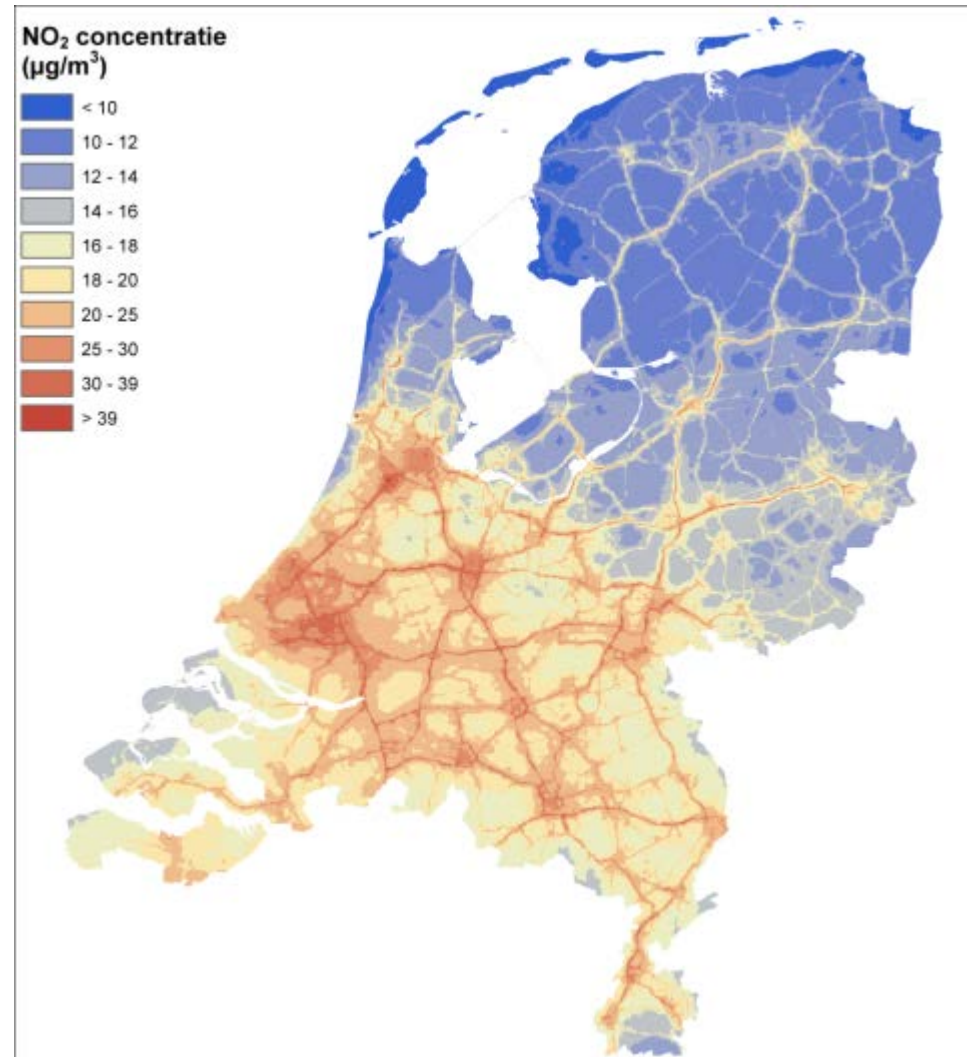 NO₂ concentratie
(µg/m³)
< 10
10 - 12
12 - 14
14 - 16
16 - 18
18 - 20
20 - 25
25 - 30
30 - 39
> 39